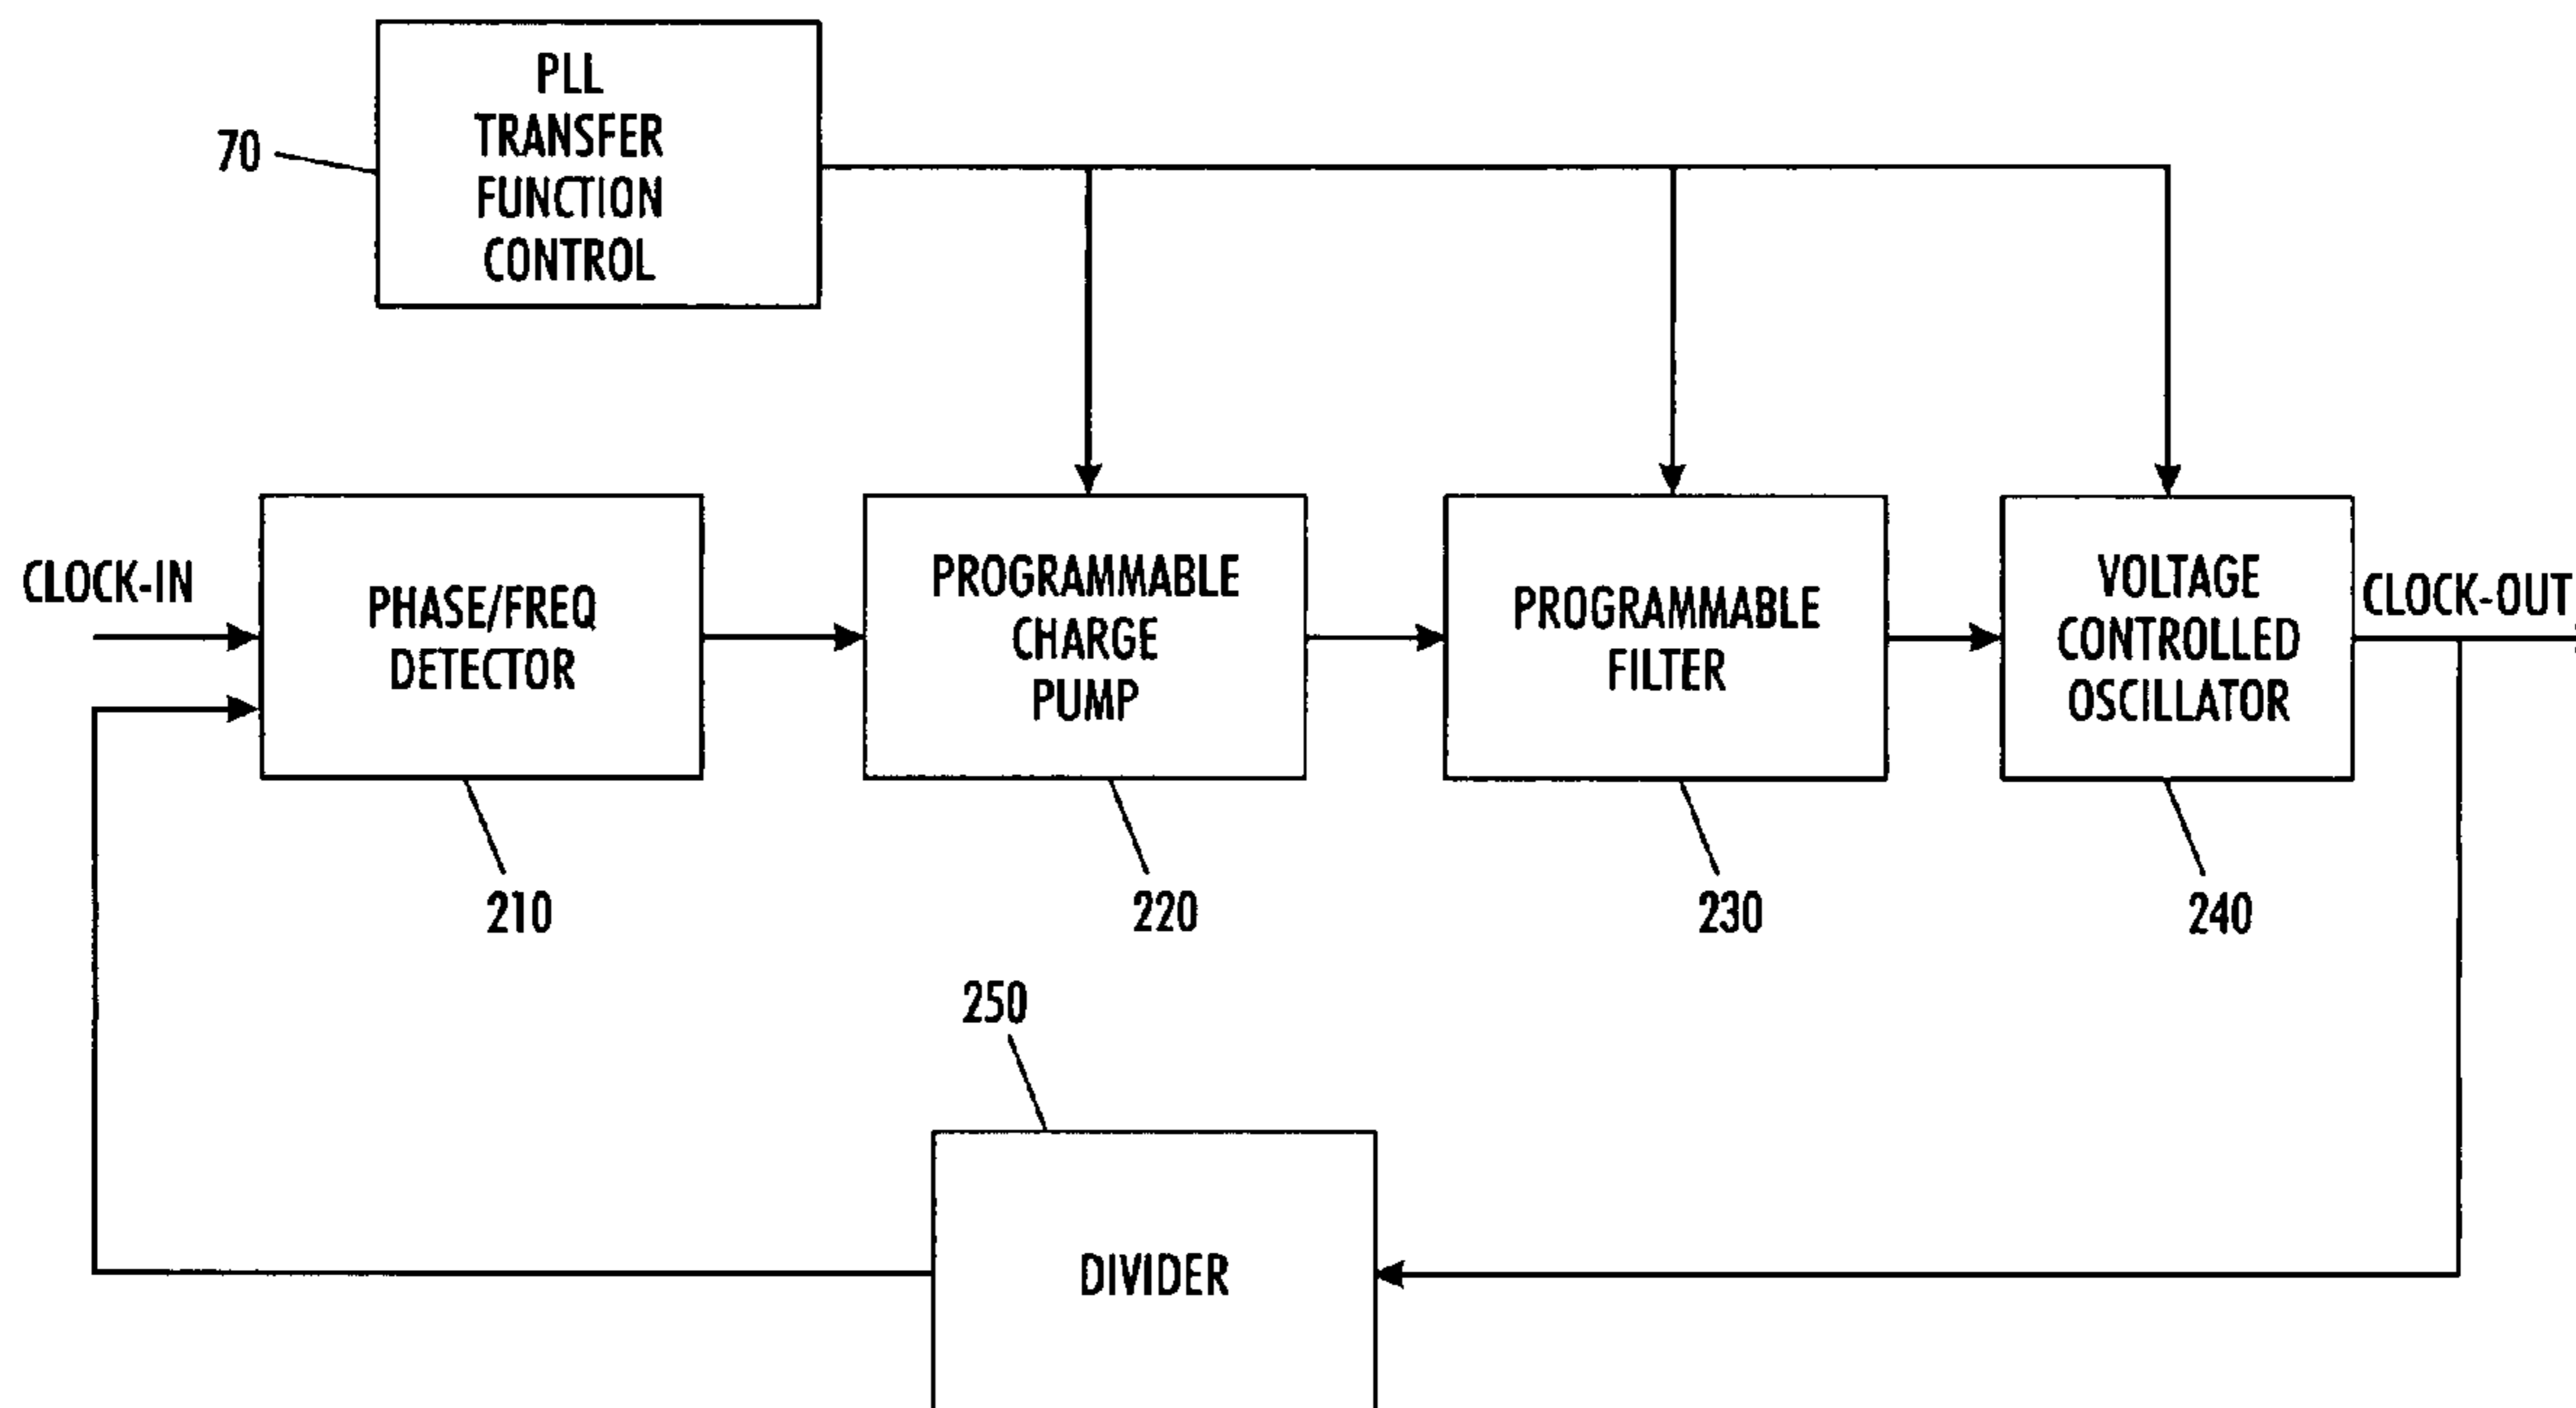 PLL
TRANSFER
FUNCTION
CONTROL
70
CLOCK-IN
PHASE/FREQ
DETECTOR
PROGRAMMABLE
CHARGE
PUMP
PROGRAMMABLE
FILTER
VOLTAGE
CONTROLLED
OSCILLATOR
CLOCK-OUT
210
220
230
240
250
DIVIDER